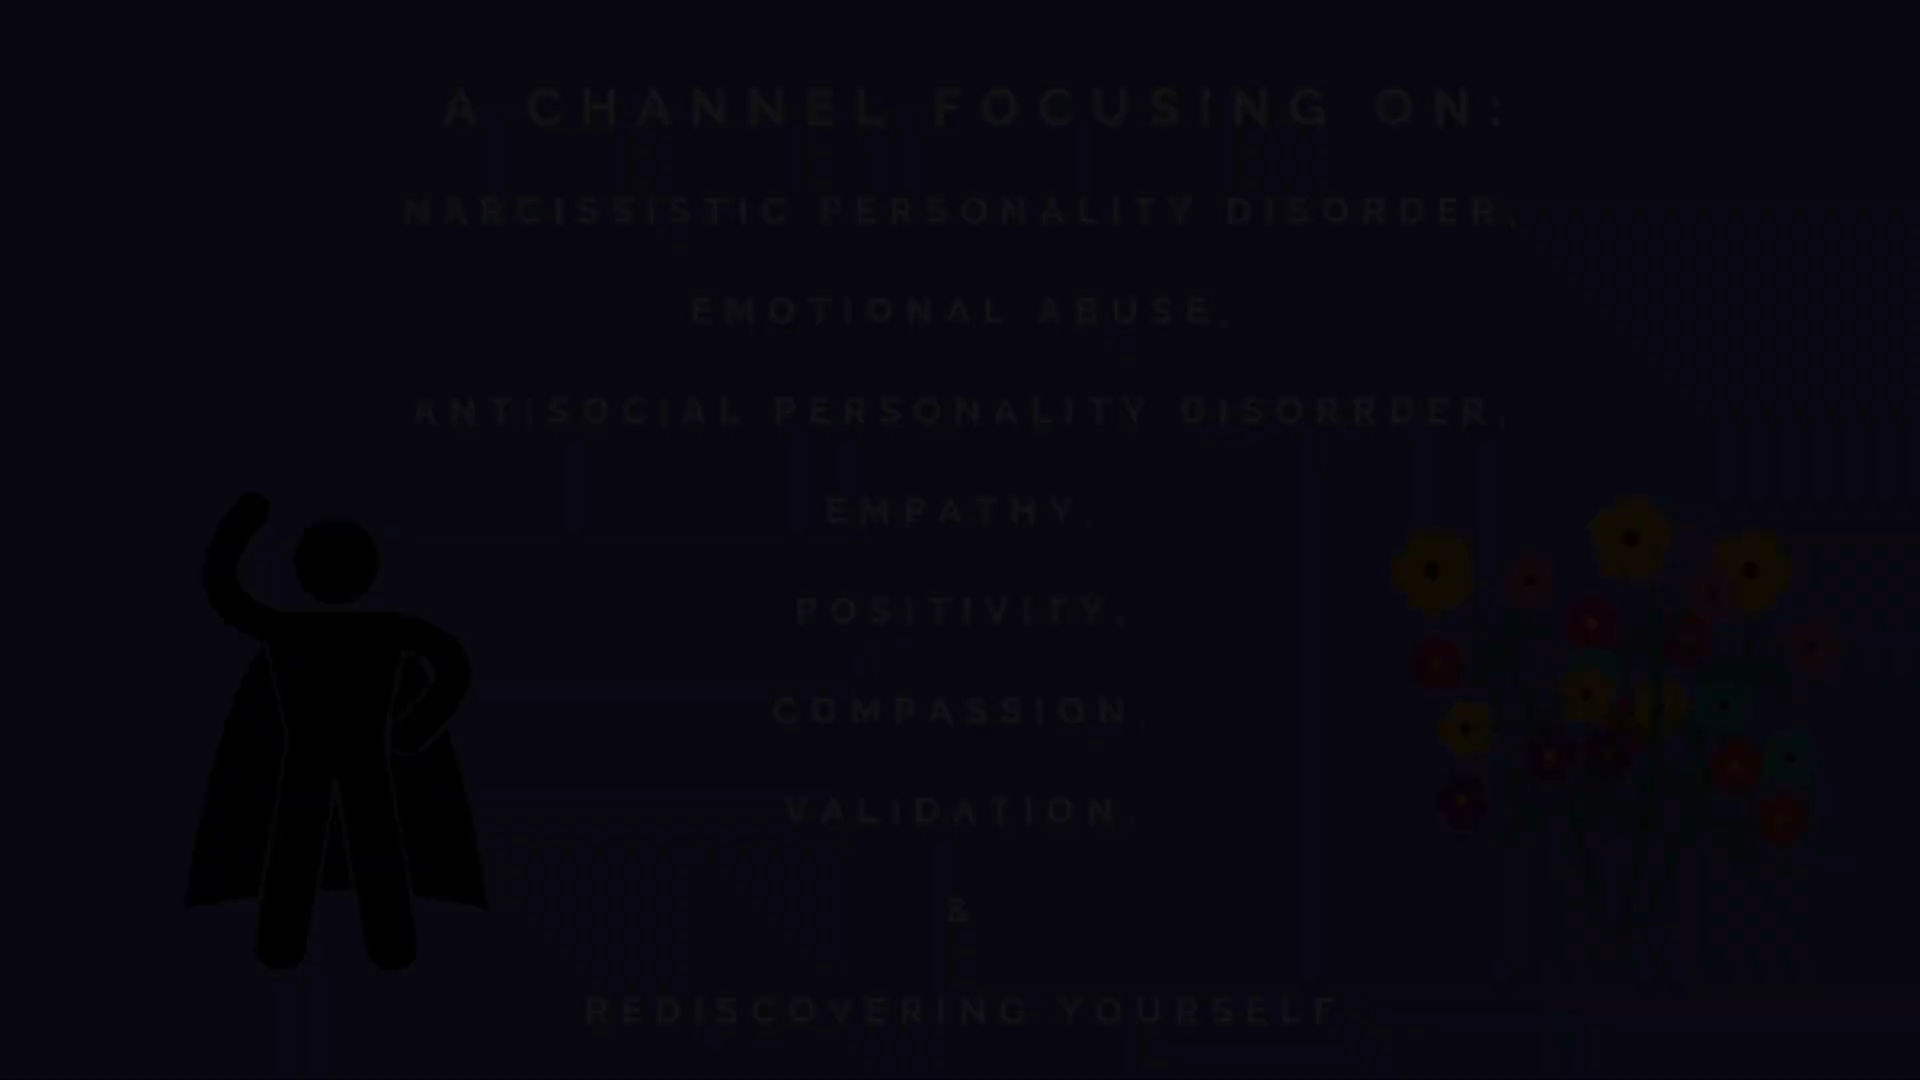 A CHANNEL FOCUSING ON:
NARCISSISTIC PERSONALITY DISORDER,
EMOTIONAL ABUSE,
ANTISOCIAL PERSONALITY DISORRDER,
EMPATHY,
POSITIVITY,
COMPASSION,
VALIDATION,
&
REDISCOVERING YOURSELF